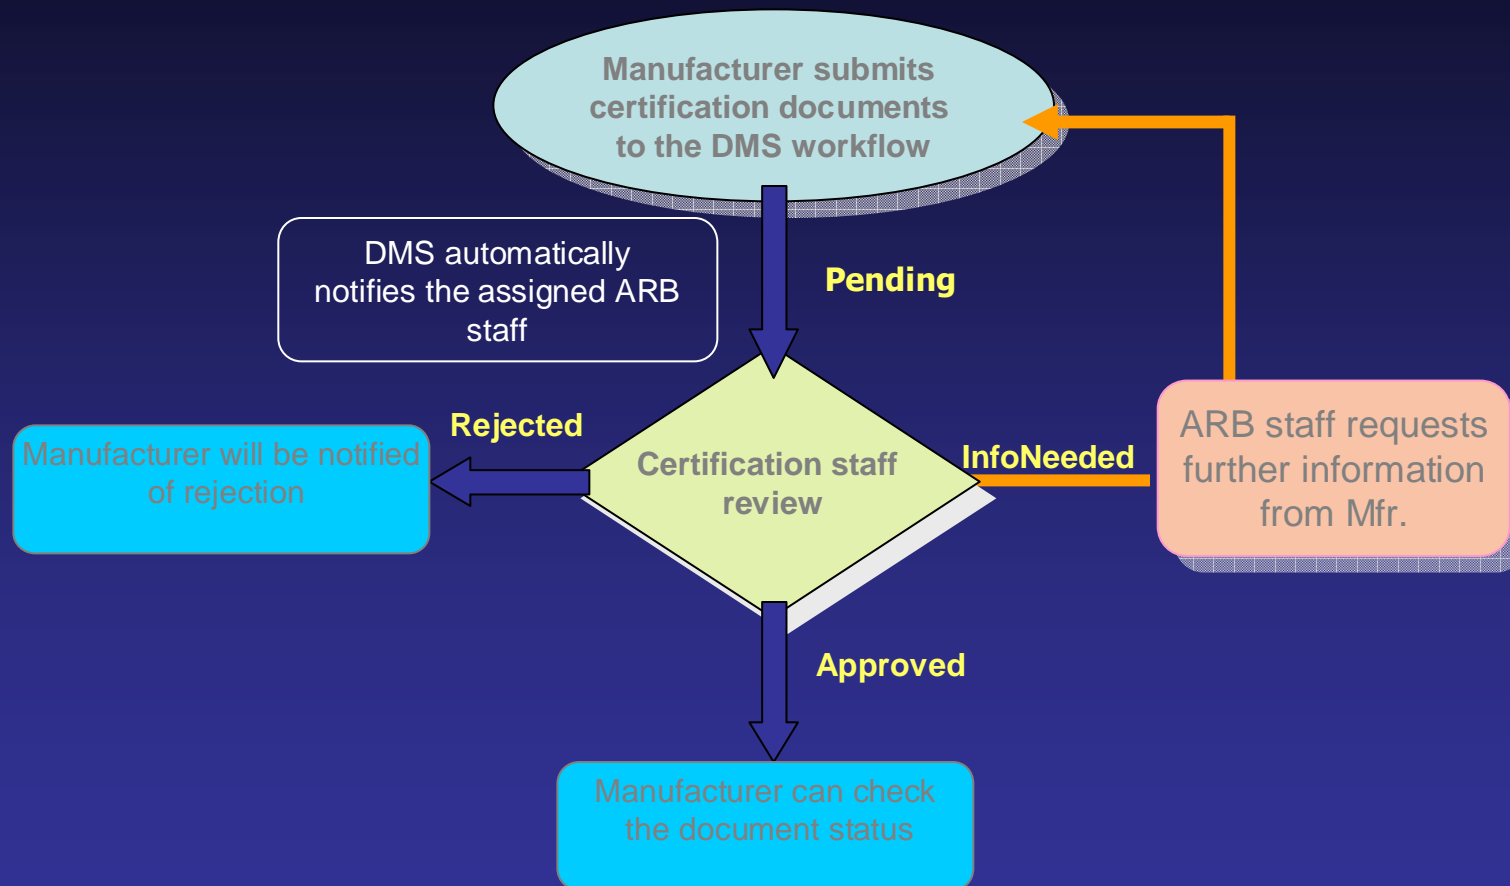 Manufacturer submits
certification documents
to the DMS workflow
DMS automatically
notifies the assigned ARB
staff
Pending
Rejected
Manufacturer will be notified
of rejection
Certification staff
review
InfoNeeded
ARB staff requests
further information
from Mfr.
Approved
Manufacturer can check
the document status